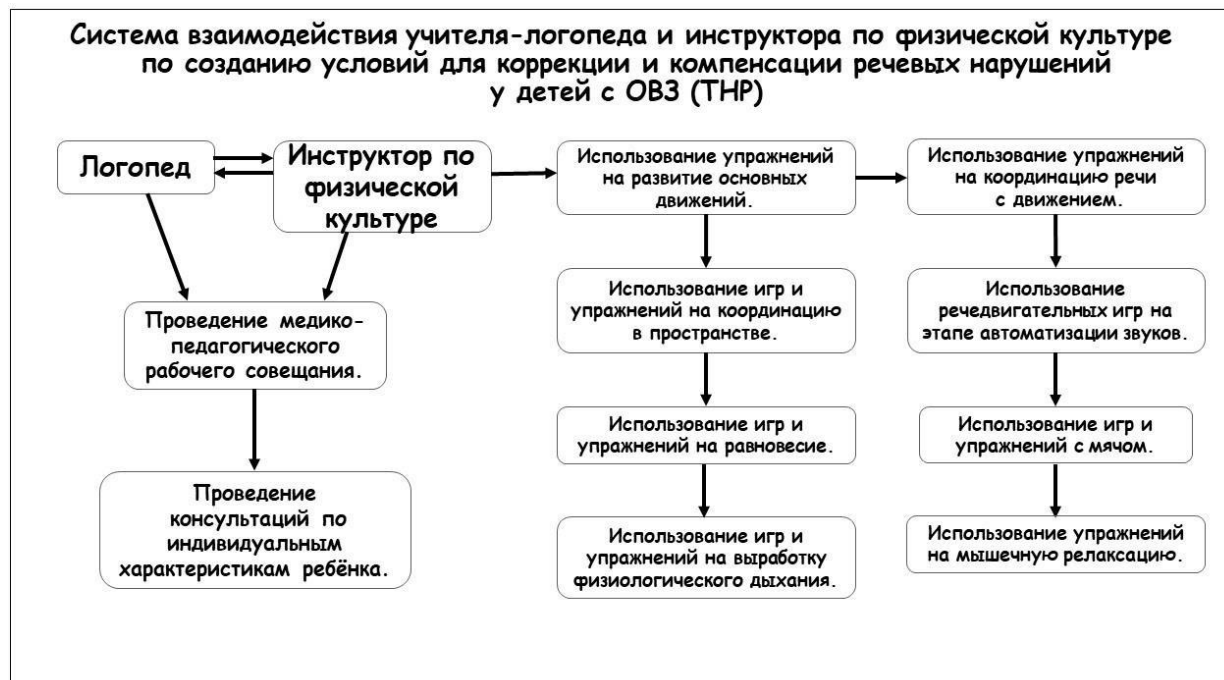 Система взаимодействия учителя-логопеда и инструктора по физической культуре
по созданию условий для коррекции и компенсации речевых нарушений
у детей с ОВЗ (ТНР)
Логопед
Инструктор по
физической
культуре
Проведение медико-
педагогического
рабочего совещания.
Проведение
консультаций по
индивидуальным
характеристикам ребёнка.
Использование упражнений
на развитие основных
движений.
Использование игр и
упражнений на координацию
в пространстве.
Использование игр и
упражнений на равновесие.
Использование игр и
упражнений на выработку
физиологического дыхания.
Использование упражнений
на координацию речи
с движением.
Использование
речедвигательных игр на
этапе автоматизации звуков.
Использование игр и
упражнений с мячом.
Использование упражнений
на мышечную релаксацию.